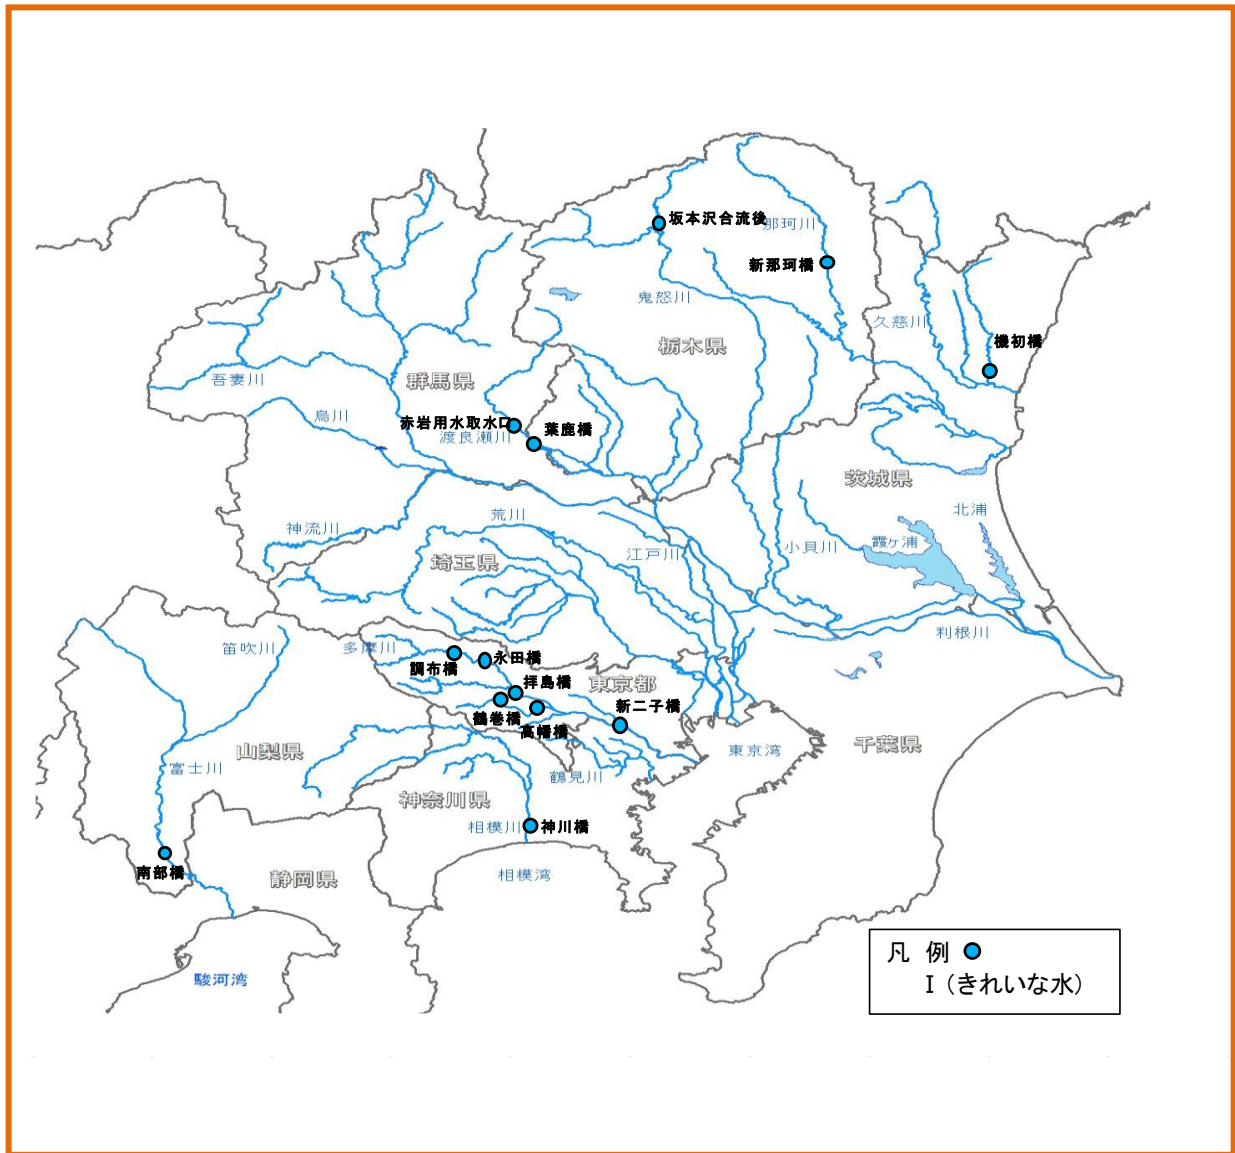 坂本沢合流後
那珂川
新那珂橋
鬼怒川
久慈川
機初橋
栃木県
吾妻川
群馬県
烏川
赤岩用水取水口
渡良瀬川
葉鹿橋
茨城県
北浦
荒川
神流川
江戸川
小貝川
霞ヶ浦
埼玉県
利根川
笛吹川
多摩川
調布橋
永田橋
拝島橋
東京都
新二子橋
鶴巻橋
高幡橋
山梨県
東京湾
千葉県
富士川
鶴見川
神奈川県
相模川
神川橋
南部橋
静岡県
相模湾
駿河湾
凡 例
I（きれいな水）